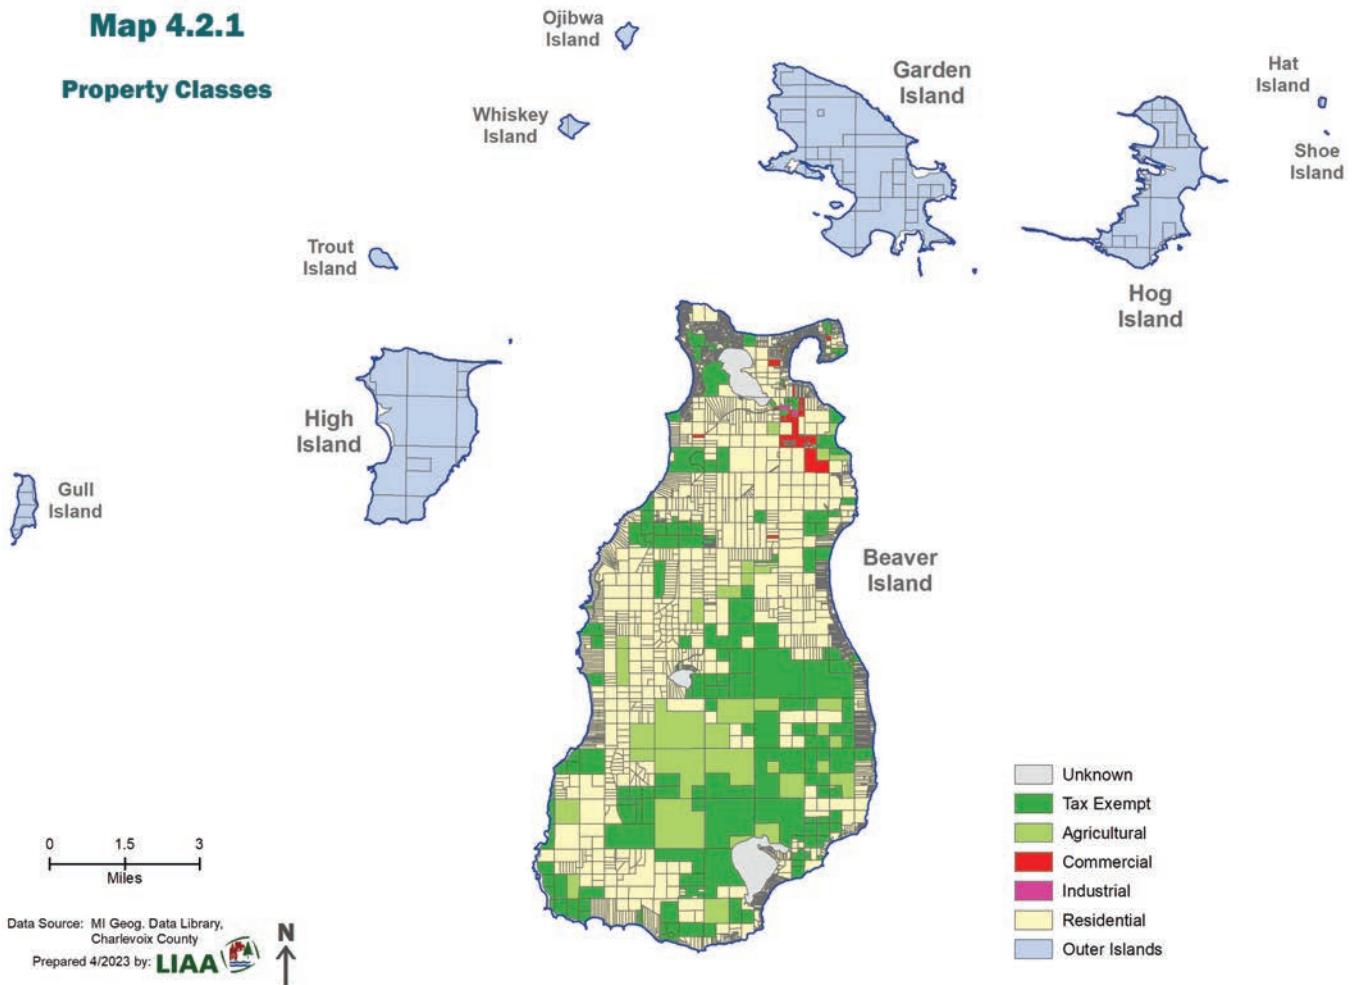 Map 4.2.1
Property Classes
Ojibwa
Island
Whiskey
Island
Garden
Island
Hat
Island
Shoe
Island
Trout
Island
Hog
Island
High
Island
Gull
Island
Beaver
Island
0 1.5 3
Miles
Unknown
Tax Exempt
Agricultural
Commercial
Industrial
Residential
Outer Islands
Data Source: MI Geog. Data Library,
Charlevoix County
Prepared 4/2023 by: LIAA
N